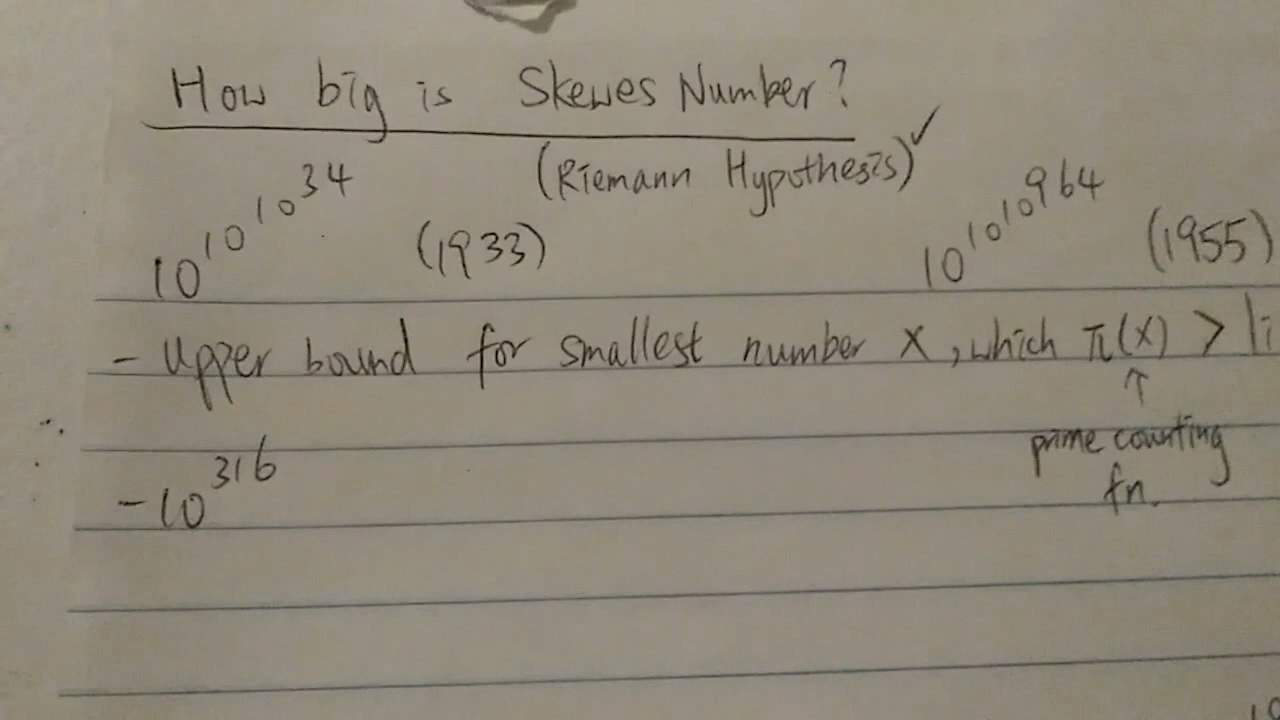 How big is Skewes Number?
(Riemann Hypothesis) ✓
10^10^10^34 (1933) 10^10^10^964 (1955)
- Upper bound for smallest number x, which π(x) > li
↑
prime counting
fn.
- 10^316